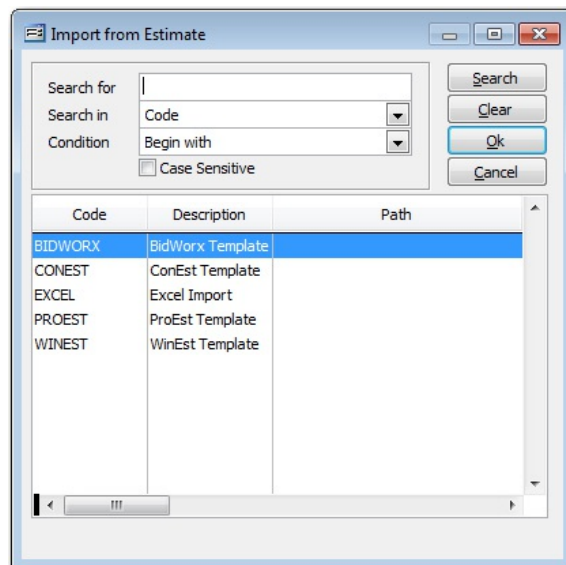 Import from Estimate
Search for
Search in Code
Condition Begin with
Case Sensitive
Search
Clear
Ok
Cancel
Code Description Path
BIDWORX BidWorx Template
CONEST ConEst Template
EXCEL Excel Import
PROEST ProEst Template
WINEST WinEst Template